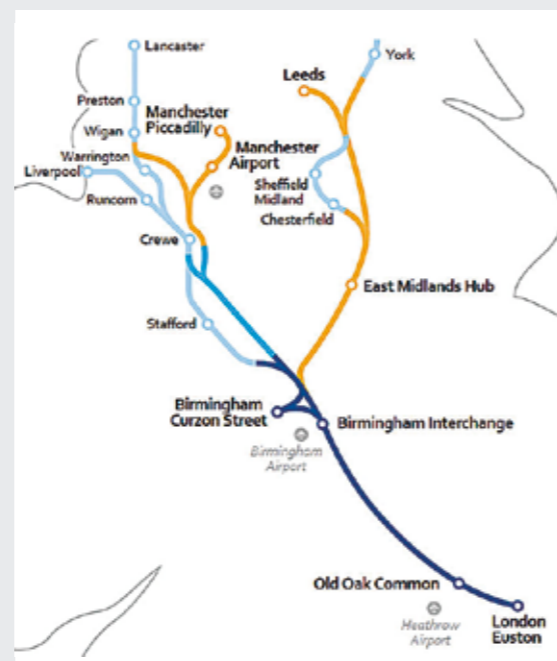 Lancaster
York
Leeds
Preston
Manchester
Piccadilly
Wigan
Manchester
Airport
Warrington
Liverpool
Sheffield
Midland
Runcorn
Chesterfield
Crewe
East Midlands Hub
Stafford
Birmingham
Curzon Street
Birmingham Interchange
Birmingham
Airport
Old Oak Common
London
Euston
Heathrow
Airport